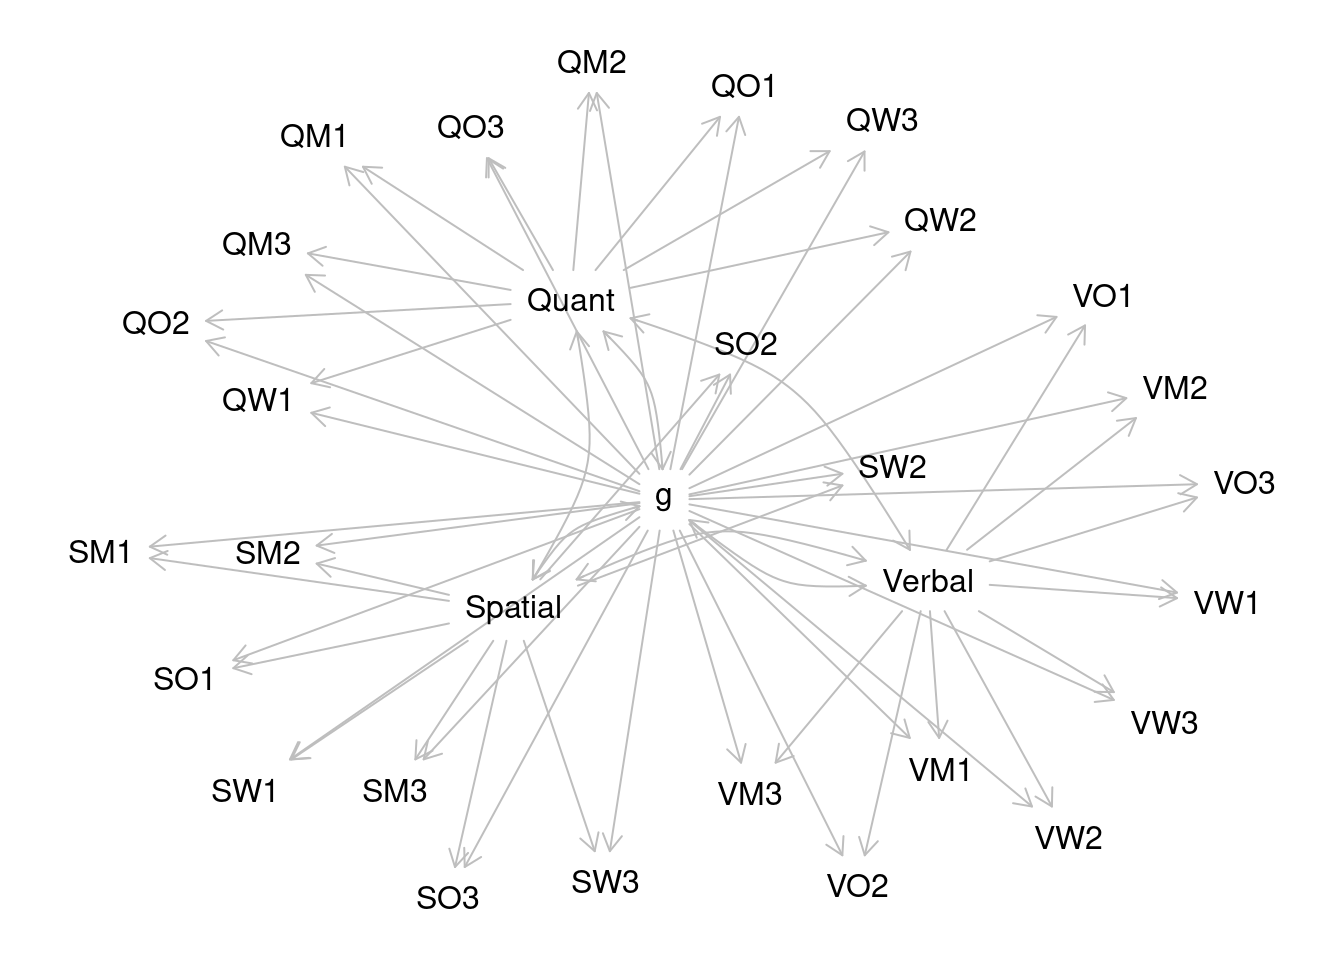 QM2
QO1
QW3
QO3
QM1
QW2
QM3
VO1
Quant
QO2
SO2
VM2
QW1
SW2
VO3
g
SM1
SM2
Verbal
VW1
Spatial
SO1
VW3
VM1
SW1
SM3
VM3
VW2
SW3
VO2
SO3